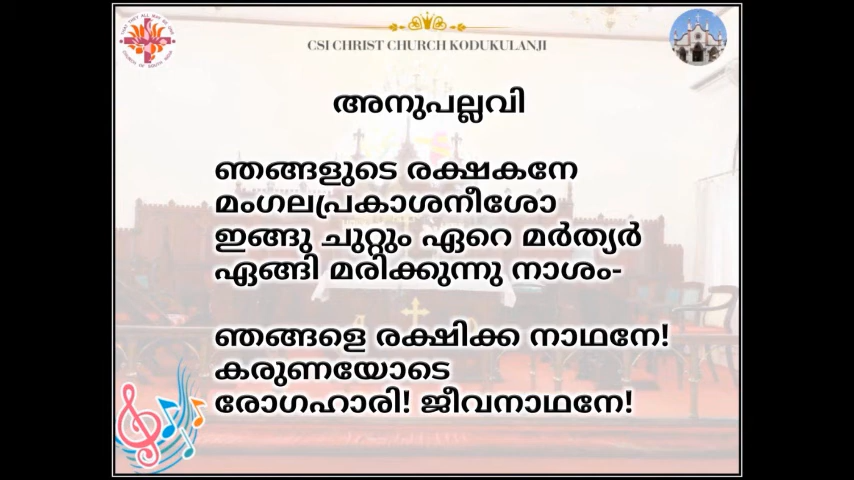 CSI CHRIST CHURCH KODUKULANJI
അനുപല്ലവി
ഞങ്ങളുടെ രക്ഷകനേ
മംഗലപ്രകാശനീശോ
ഇങ്ങു ചുറ്റും ഏറെ മർത്യർ
ഏങ്ങി മരിക്കുന്നു നാശം-
ഞങ്ങളെ രക്ഷിക്ക നാഥനേ!
കരുണയോടെ
രോഗഹാരി! ജീവനാഥനേ!